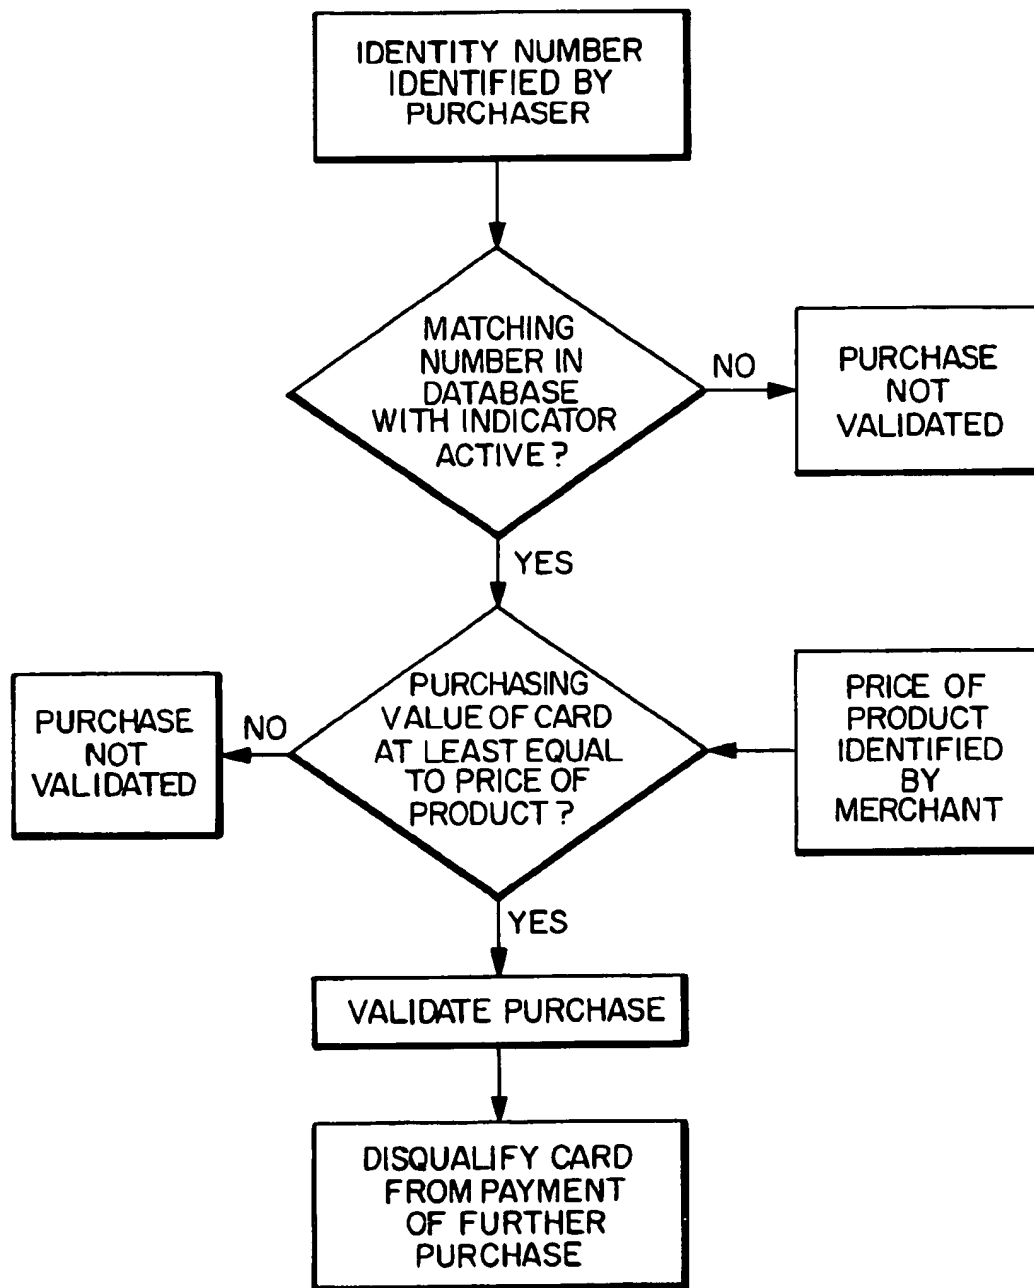 IDENTITY NUMBER
IDENTIFIED BY
PURCHASER
MATCHING
NUMBER IN
DATABASE
WITH INDICATOR
ACTIVE?
NO
PURCHASE
NOT
VALIDATED
YES
PURCHASING
VALUE OF CARD
AT LEAST EQUAL
TO PRICE OF
PRODUCT?
NO
PURCHASE
NOT
VALIDATED
PRICE OF
PRODUCT
IDENTIFIED
BY
MERCHANT
YES
VALIDATE PURCHASE
DISQUALIFY CARD
FROM PAYMENT
OF FURTHER
PURCHASE